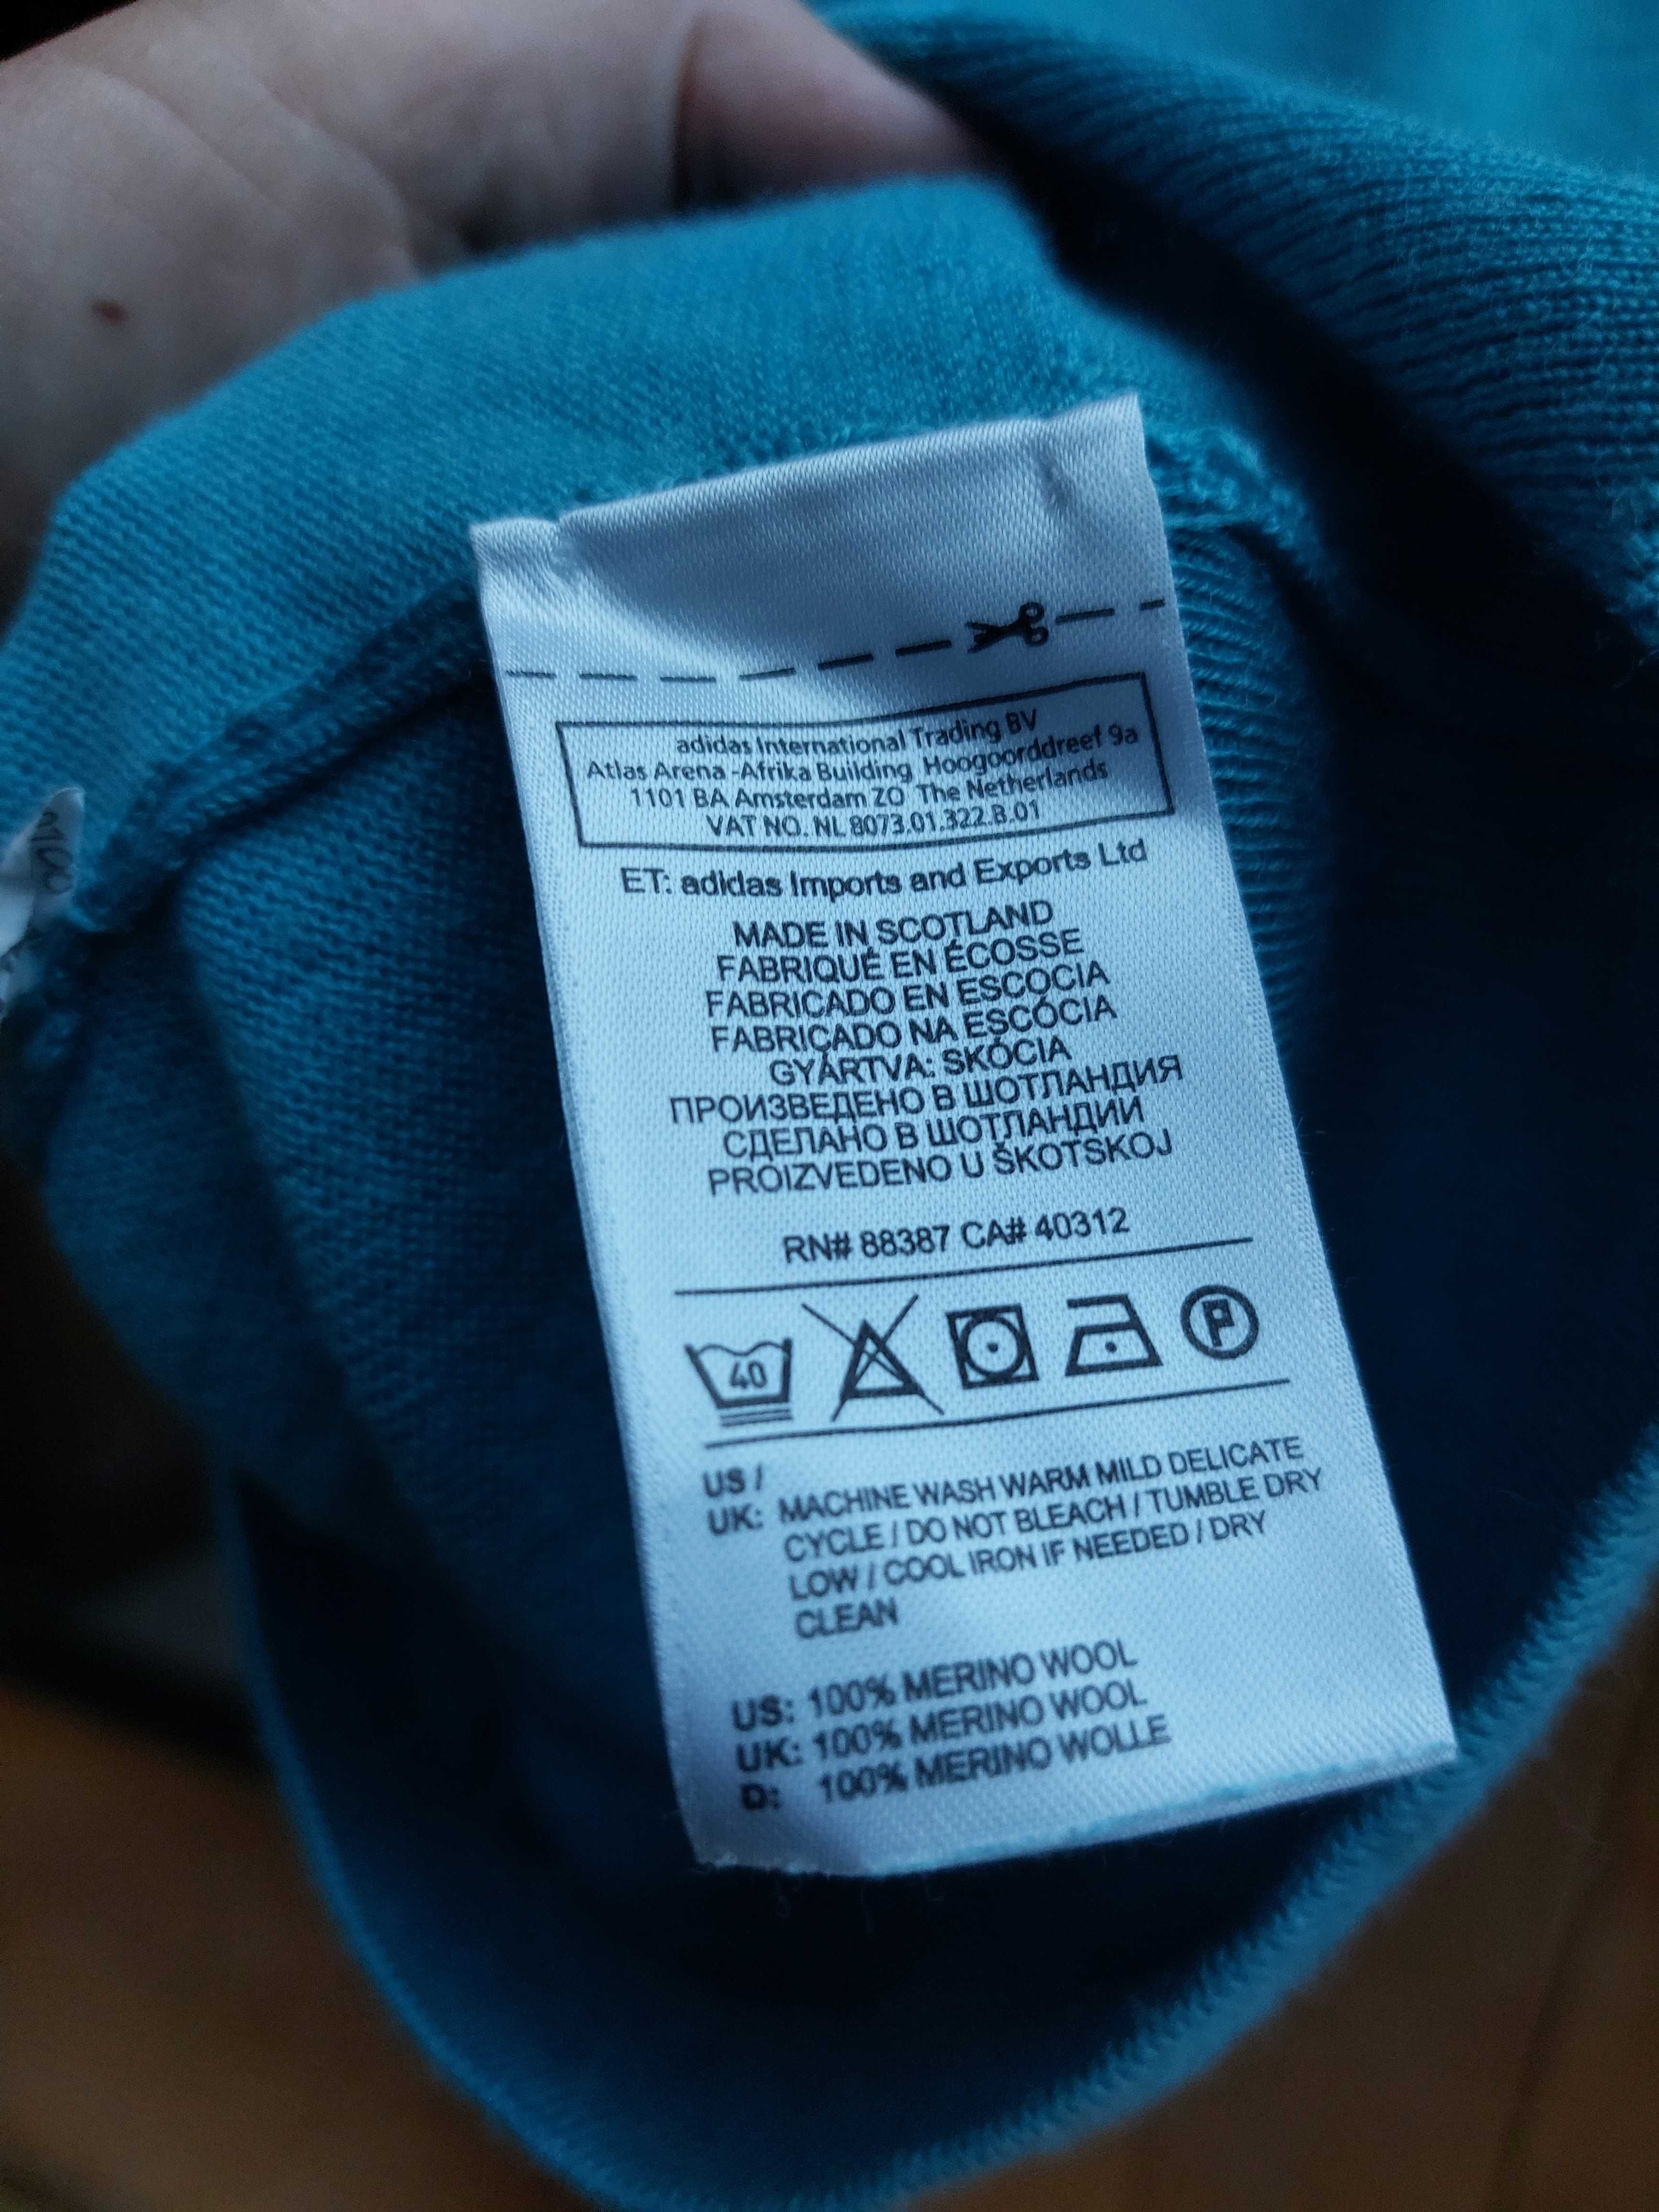 adidas International Trading BV
Atlas Arena -Afrika Building Hoogoorddreef 9a
1101 BA Amsterdam ZO The Netherlands
VAT NO. NL 8073.01.322.B.01
ET: adidas Imports and Exports Ltd
MADE IN SCOTLAND
FABRIQUÉ EN ÉCOSSE
FABRICADO EN ESCOCIA
FABRICADO NA ESCÓCIA
GYÁRTVA: SKÓCIA
ПРОИЗВЕДЕНО В ШОТЛАНДИЯ
СДЕЛАНО В ШОТЛАНДИИ
PROIZVEDENO U ŠKOTSKOJ
RN# 88387 CA# 40312
40 P
US /
UK: MACHINE WASH WARM MILD DELICATE
CYCLE / DO NOT BLEACH / TUMBLE DRY
LOW / COOL IRON IF NEEDED / DRY
CLEAN
US: 100% MERINO WOOL
UK: 100% MERINO WOOL
D: 100% MERINO WOLLE